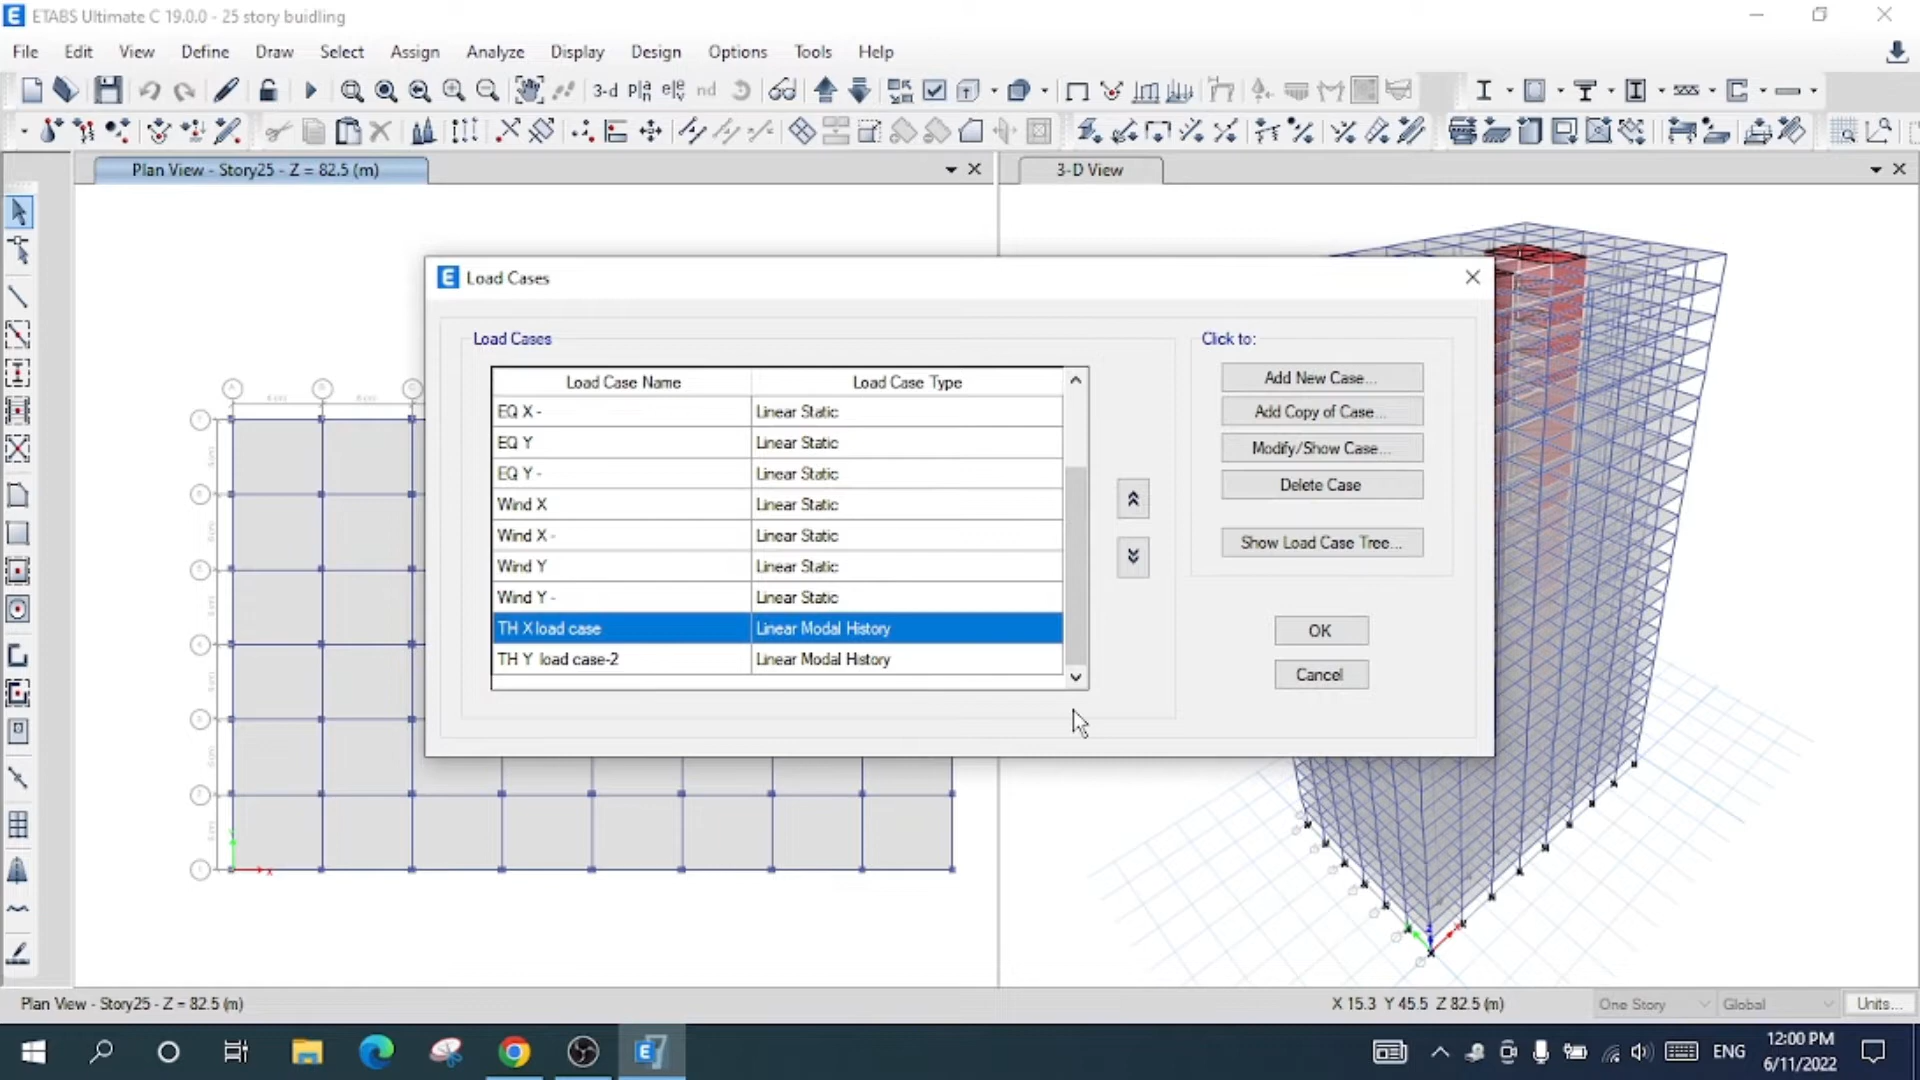 ETABS Ultimate C 19.0.0 - 25 story buidling
File Edit View Define Draw Select Assign Analyze Display Design Options Tools Help
3-d
nd
Plan View - Story25 - Z = 82.5 (m)
3-D View
Load Cases
Load Cases
Click to:
Load Case Name Load Case Type
EQ X - Linear Static
EQ Y Linear Static
EQ Y - Linear Static
Wind X Linear Static
Wind X - Linear Static
Wind Y Linear Static
Wind Y - Linear Static
TH X load case Linear Modal History
TH Y load case-2 Linear Modal History
Add New Case...
Add Copy of Case...
Modify/Show Case...
Delete Case
Show Load Case Tree...
OK
Cancel
Plan View - Story25 - Z = 82.5 (m)
X 15.3 Y 45.5 Z 82.5 (m)
One Story
Global
Units...
ENG
12:00 PM
6/11/2022